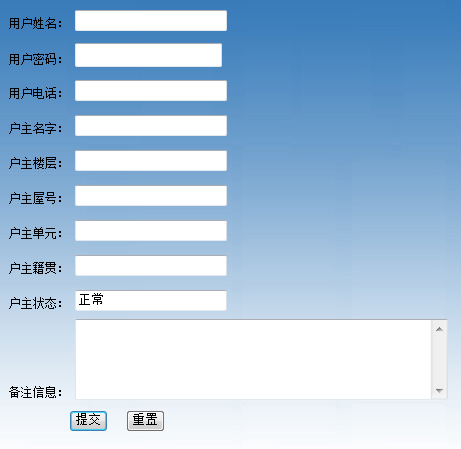 用户姓名：
用户密码：
用户电话：
户主名字：
户主楼层：
户主屋号：
户主单元：
户主籍贯：
户主状态： 正常
备注信息：
提交 重置